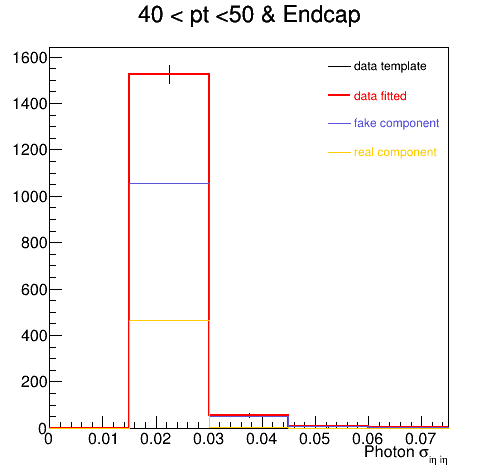 40 < pt <50 & Endcap
data template
data fitted
fake component
real component
1600
1400
1200
1000
800
600
400
200
0
0 0.01 0.02 0.03 0.04 0.05 0.06 0.07
Photon σiη iη